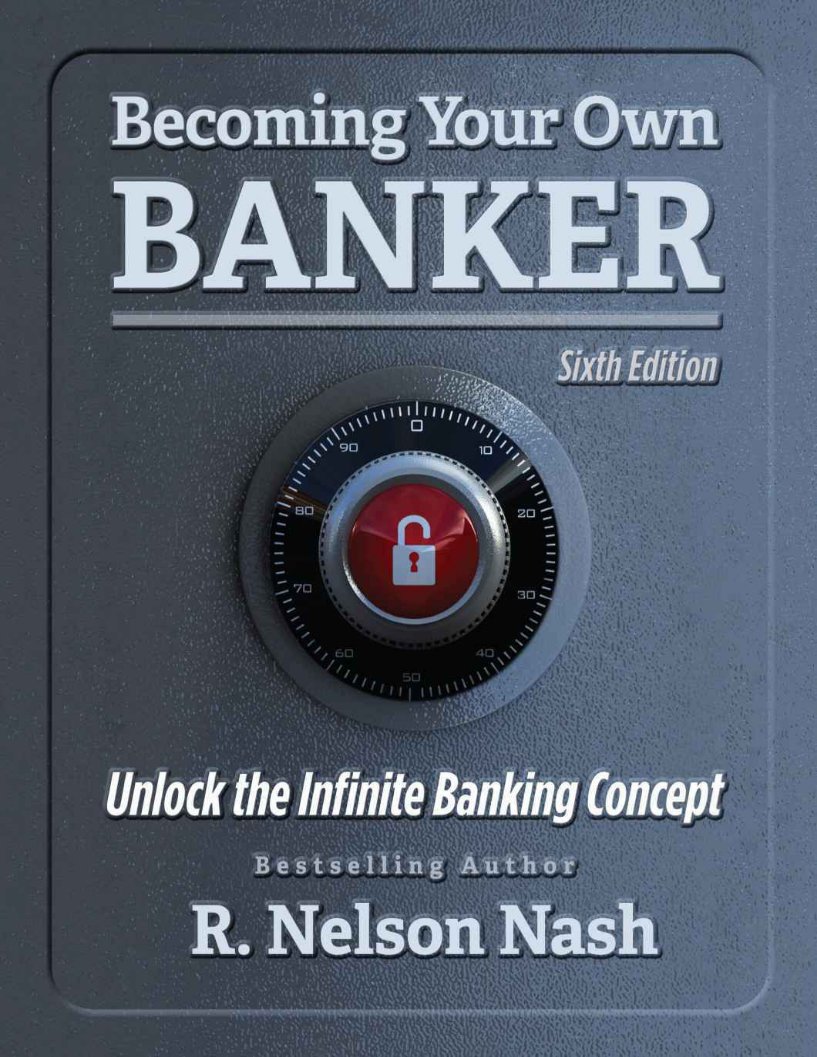 Becoming Your Own
BANKER
Sixth Edition
0
90
10
80
20
70
30
60
40
50
Unlock the Infinite Banking Concept
Bestselling Author
R. Nelson Nash